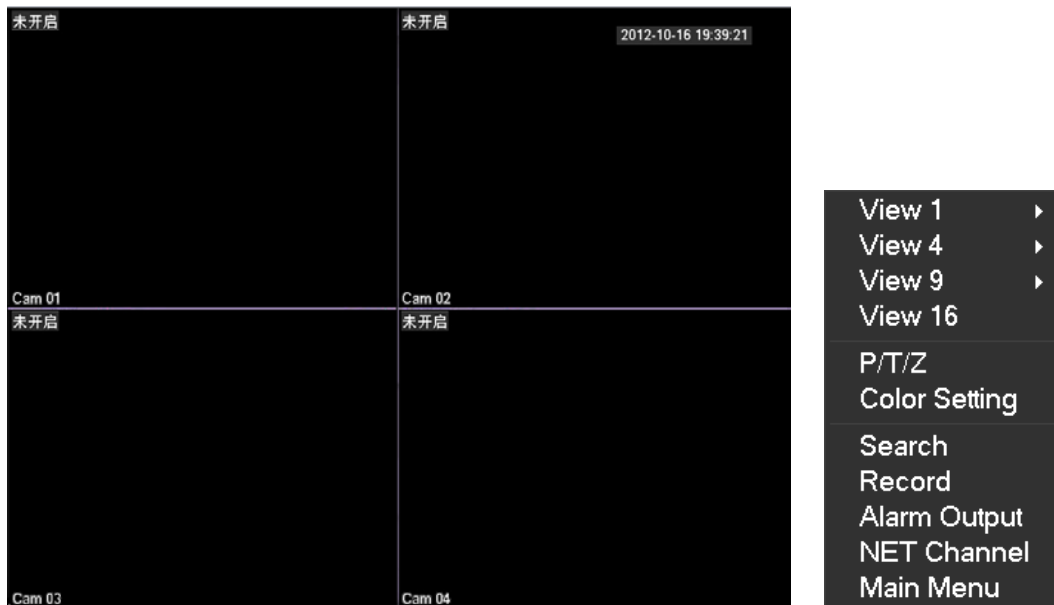 未开启
未开启
2012-10-16 19:39:21
Cam 01
Cam 02
未开启
未开启
Cam 03
Cam 04
View 1
View 4
View 9
View 16
P/T/Z
Color Setting
Search
Record
Alarm Output
NET Channel
Main Menu